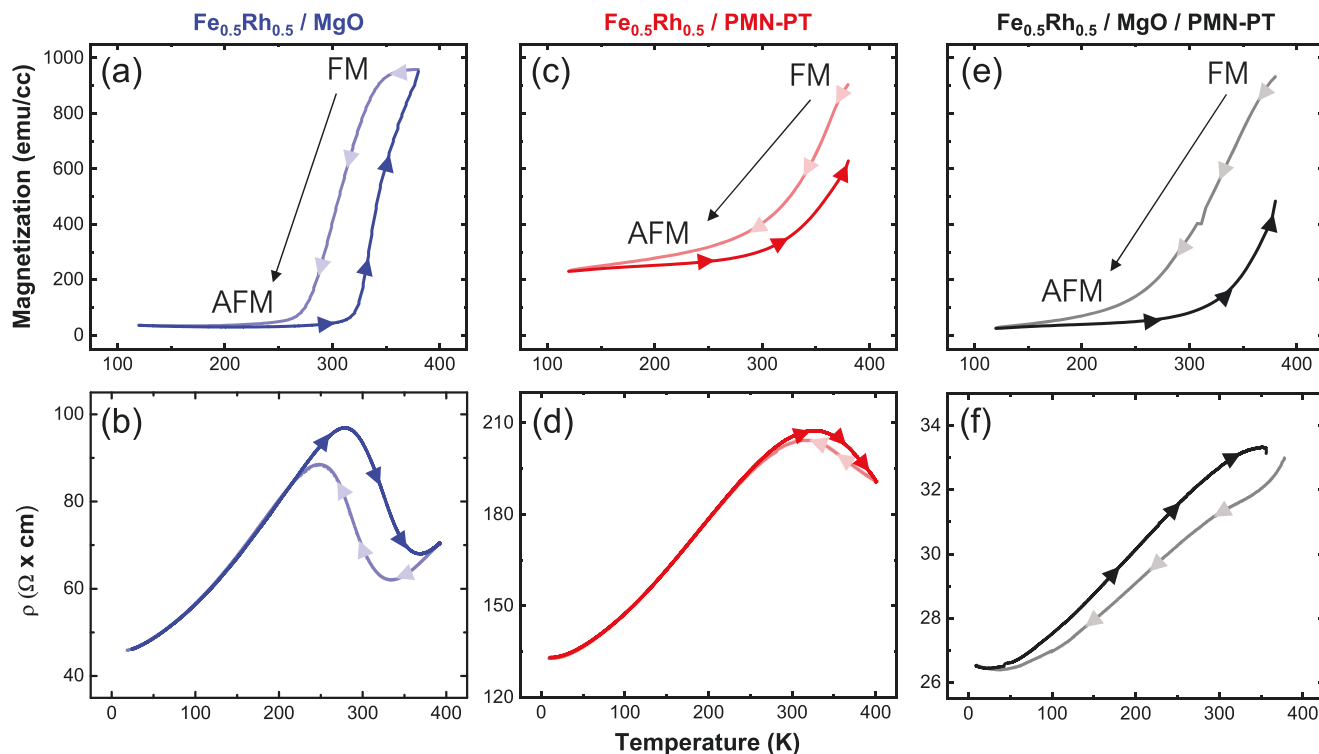 Fe0.5Rh0.5 / MgO
Fe0.5Rh0.5 / PMN-PT
Fe0.5Rh0.5 / MgO / PMN-PT
Magnetization (emu/cc)
1000
800
600
400
200
0
(a)
FM
AFM
100 200 300 400
(c)
FM
AFM
100 200 300 400
(e)
FM
AFM
100 200 300 400
ρ (Ω x cm)
100
80
60
40
(b)
0 100 200 300 400
210
180
150
120
(d)
0 100 200 300 400
34
32
30
28
26
(f)
0 100 200 300 400
Temperature (K)